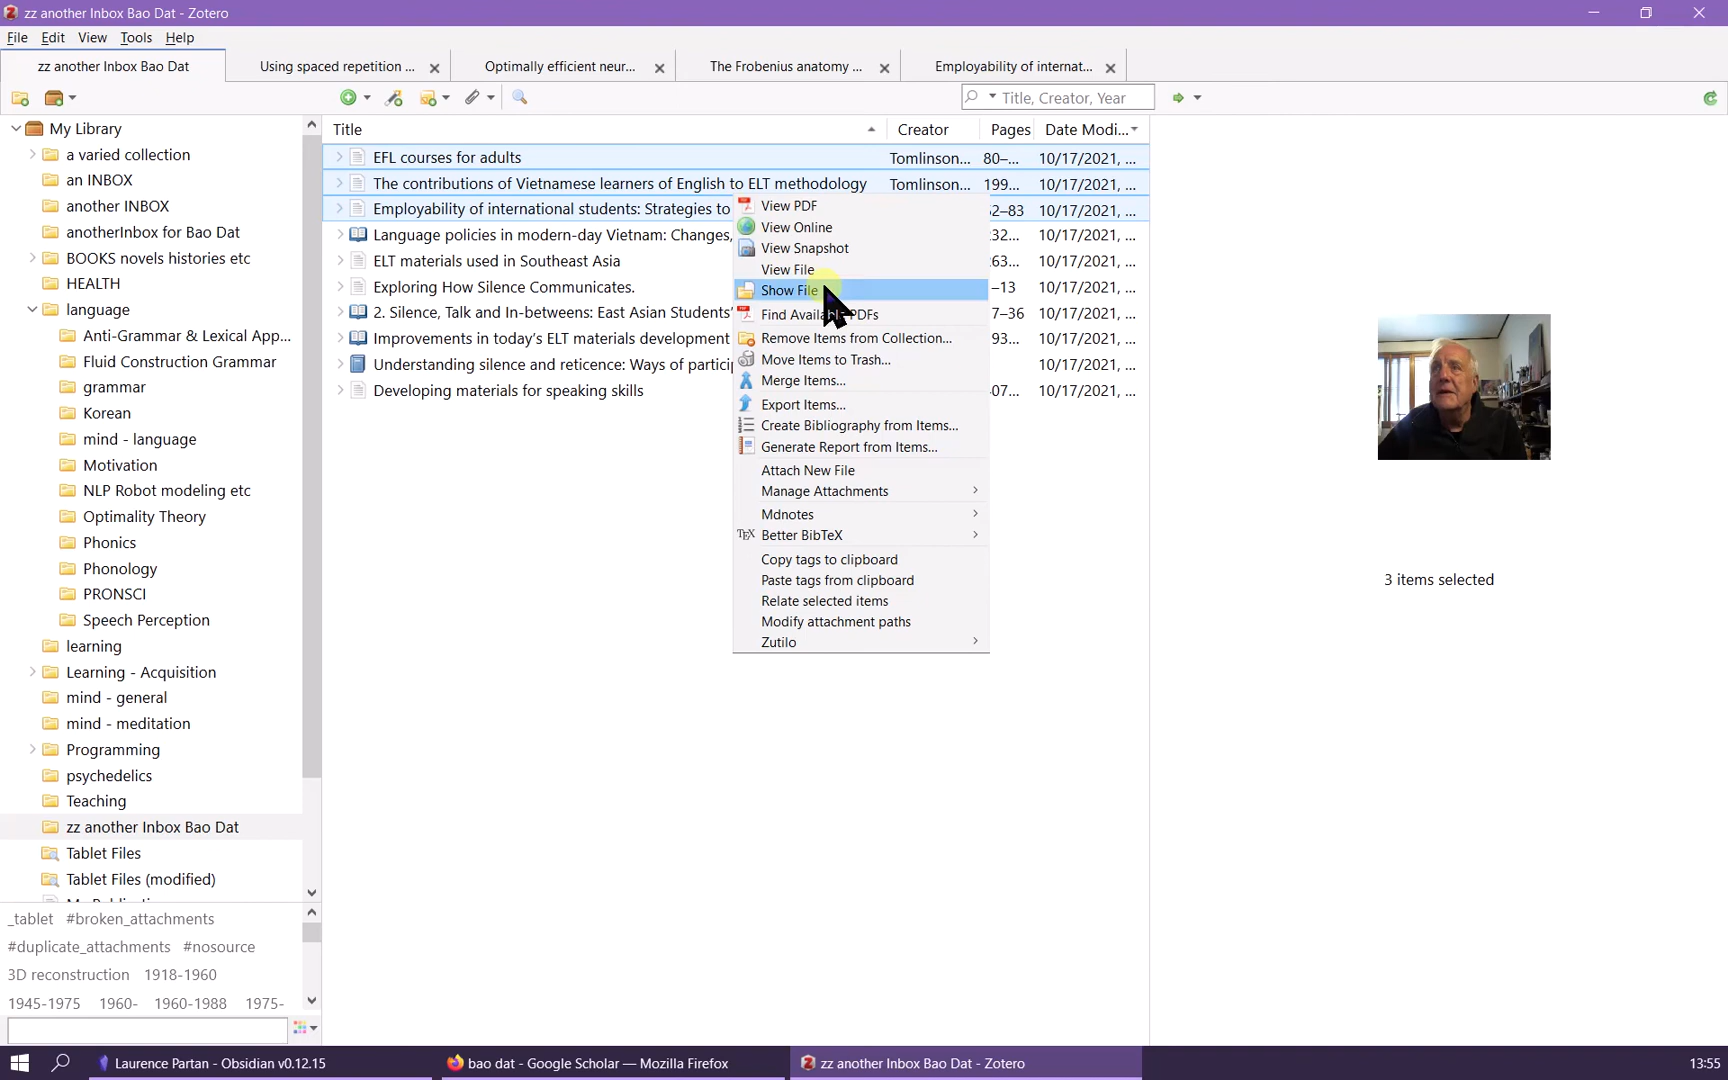 zz another Inbox Bao Dat - Zotero
File Edit View Tools Help
zz another Inbox Bao Dat
Using spaced repetition ...
Optimally efficient neur...
The Frobenius anatomy ...
Employability of internat...
Title, Creator, Year
My Library
a varied collection
an INBOX
another INBOX
anotherInbox for Bao Dat
BOOKS novels histories etc
HEALTH
language
Anti-Grammar & Lexical App...
Fluid Construction Grammar
grammar
Korean
mind - language
Motivation
NLP Robot modeling etc
Optimality Theory
Phonics
Phonology
PRONSCI
Speech Perception
learning
Learning - Acquisition
mind - general
mind - meditation
Programming
psychedelics
Teaching
zz another Inbox Bao Dat
Tablet Files
Tablet Files (modified)
_tablet #broken_attachments
#duplicate_attachments #nosource
3D reconstruction 1918-1960
1945-1975 1960- 1960-1988 1975-
Title Creator Pages Date Modi...
EFL courses for adults Tomlinson... 80–... 10/17/2021, ...
The contributions of Vietnamese learners of English to ELT methodology Tomlinson... 199... 10/17/2021, ...
Employability of international students: Strategies to 2–83 10/17/2021, ...
Language policies in modern-day Vietnam: Changes, 32... 10/17/2021, ...
ELT materials used in Southeast Asia 63... 10/17/2021, ...
Exploring How Silence Communicates. –13 10/17/2021, ...
2. Silence, Talk and In-betweens: East Asian Students' 7–36 10/17/2021, ...
Improvements in today's ELT materials development 93... 10/17/2021, ...
Understanding silence and reticence: Ways of partici 10/17/2021, ...
Developing materials for speaking skills 07... 10/17/2021, ...
View PDF
View Online
View Snapshot
View File
Show File
Find PDFs
Remove Items from Collection...
Move Items to Trash...
Merge Items...
Export Items...
Create Bibliography from Items...
Generate Report from Items...
Attach New File
Manage Attachments
Mdnotes
TEX Better BibTeX
Copy tags to clipboard
Paste tags from clipboard
Relate selected items
Modify attachment paths
Zutilo
3 items selected
Laurence Partan - Obsidian v0.12.15
bao dat - Google Scholar — Mozilla Firefox
zz another Inbox Bao Dat - Zotero
13:55